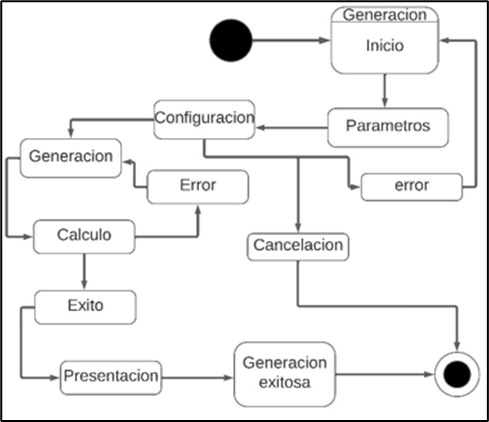 Generacion
Inicio
Configuracion
Parametros
Generacion
Error
error
Calculo
Cancelacion
Exito
Presentacion
Generacion
exitosa